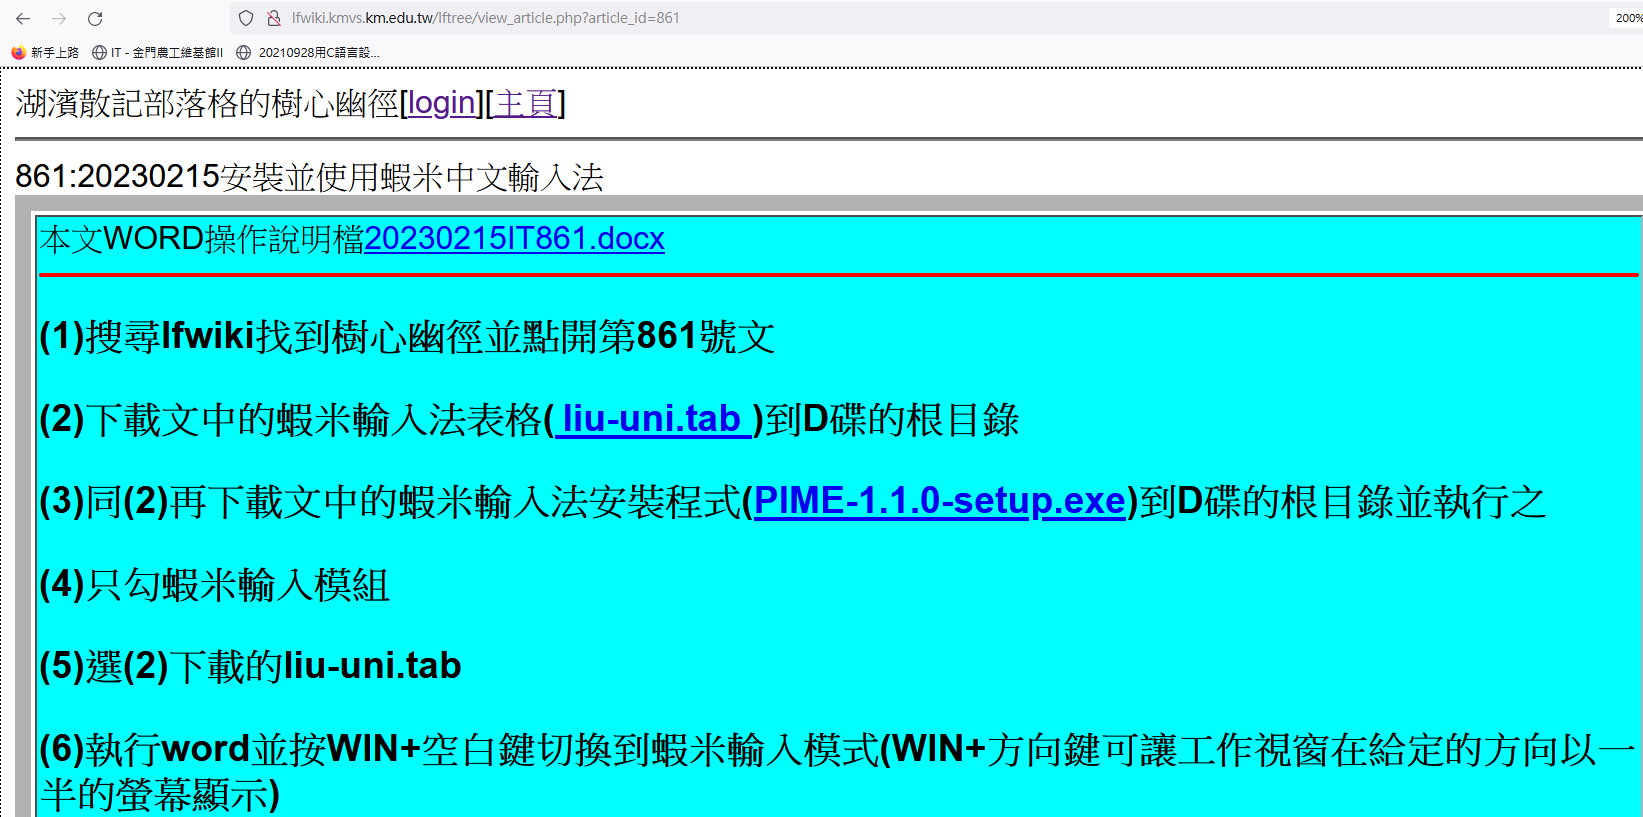 lfwiki.kmvs.km.edu.tw/lftree/view_article.php?article_id=861
200%
新手上路 IT - 金門農工維基館II 20210928用C語言設...
湖濱散記部落格的樹心幽徑[login][主頁]
861:20230215安裝並使用蝦米中文輸入法
本文WORD操作說明檔20230215IT861.docx
(1)搜尋lfwiki找到樹心幽徑並點開第861號文
(2)下載文中的蝦米輸入法表格( liu-uni.tab )到D碟的根目錄
(3)同(2)再下載文中的蝦米輸入法安裝程式(PIME-1.1.0-setup.exe)到D碟的根目錄並執行之
(4)只勾蝦米輸入模組
(5)選(2)下載的liu-uni.tab
(6)執行word並按WIN+空白鍵切換到蝦米輸入模式(WIN+方向鍵可讓工作視窗在給定的方向以一
半的螢幕顯示)